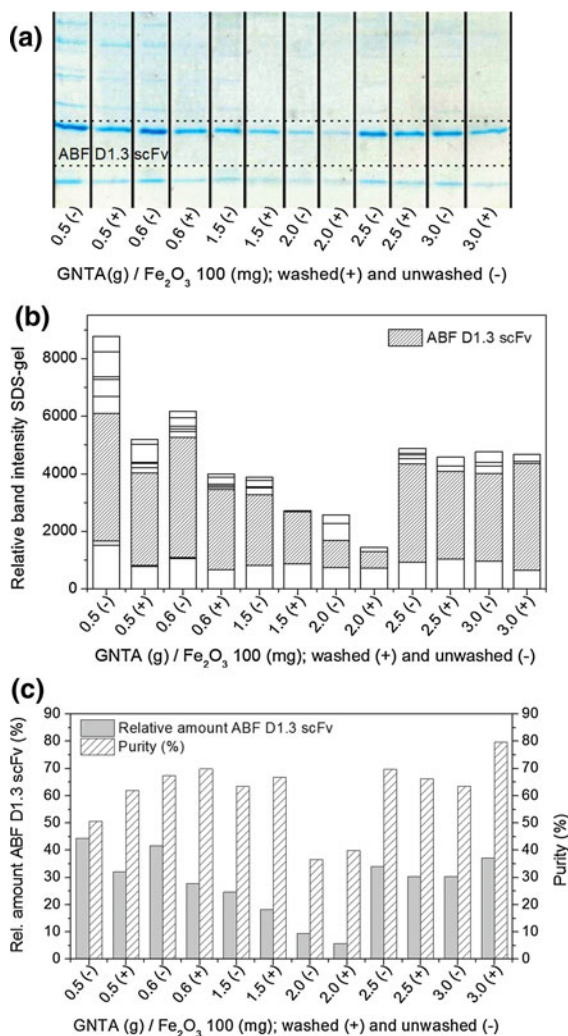 (a)
ABF D1.3 scFv
0.5 (-) 0.5 (+) 0.6 (-) 0.6 (+) 1.5 (-) 1.5 (+) 2.0 (-) 2.0 (+) 2.5 (-) 2.5 (+) 3.0 (-) 3.0 (+)
GNTA(g) / Fe₂O₃ 100 (mg); washed(+) and unwashed (-)
(b)
ABF D1.3 scFv
Relative band intensity SDS-gel
8000
6000
4000
2000
0
0.5 (-) 0.5 (+) 0.6 (-) 0.6 (+) 1.5 (-) 1.5 (+) 2.0 (-) 2.0 (+) 2.5 (-) 2.5 (+) 3.0 (-) 3.0 (+)
GNTA (g) / Fe₂O₃ 100 (mg); washed (+) and unwashed (-)
(c)
Relative amount ABF D1.3 scFv
Purity (%)
Rel. amount ABF D1.3 scFv (%)
90
80
70
60
50
40
30
20
10
0
90
80
70
60
50
40
30
20
10
0
Purity (%)
0.5 (-) 0.5 (+) 0.6 (-) 0.6 (+) 1.5 (-) 1.5 (+) 2.0 (-) 2.0 (+) 2.5 (-) 2.5 (+) 3.0 (-) 3.0 (+)
GNTA (g) / Fe₂O₃ 100 (mg); washed (+) and unwashed (-)